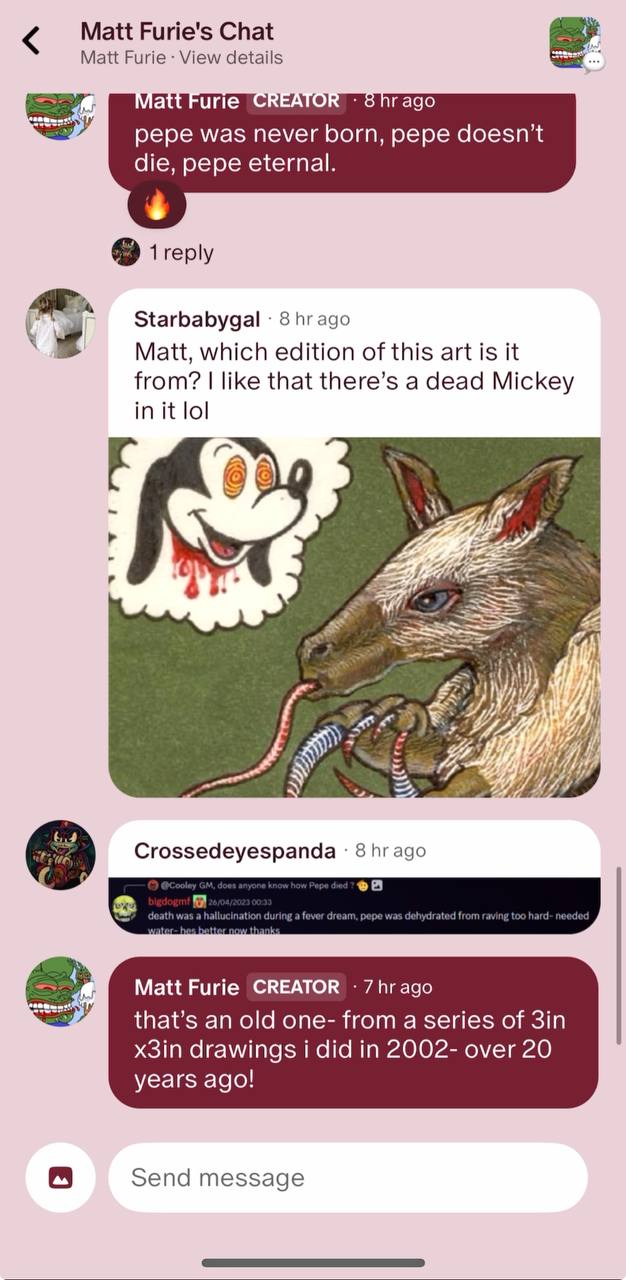 Matt Furie's Chat
Matt Furie · View details
Matt Furie CREATOR · 8 hr ago
pepe was never born, pepe doesn't
die, pepe eternal.
1 reply
Starbabygal · 8 hr ago
Matt, which edition of this art is it
from? I like that there's a dead Mickey
in it lol
Crossedeyespanda · 8 hr ago
@Cooley GM, does anyone know how Pepe died ?
bigdogmf 26/04/2023 00:33
death was a hallucination during a fever dream, pepe was dehydrated from raving too hard- needed
water- hes better now thanks
Matt Furie CREATOR · 7 hr ago
that's an old one- from a series of 3in
x3in drawings i did in 2002- over 20
years ago!
Send message